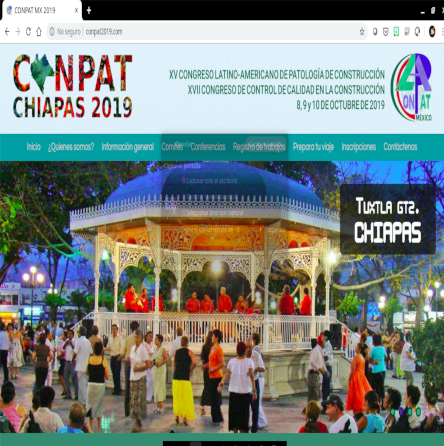 CONPAT MX 2019
No seguro | conpat2019.com
CONPAT
CHIAPAS 2019
XV CONGRESO LATINO-AMERICANO DE PATOLOGÍA DE CONSTRUCCIÓN
XVII CONGRESO DE CONTROL DE CALIDAD EN LA CONSTRUCCIÓN
8, 9 y 10 DE OCTUBRE DE 2019
CONPAT
MÉXICO
Inicio ¿Quienes somos? Información general Comités Conferencias Registro de trabajos Prepara tu viaje Inscripciones Contáctenos
TUXTLA GTZ.
CHIAPAS